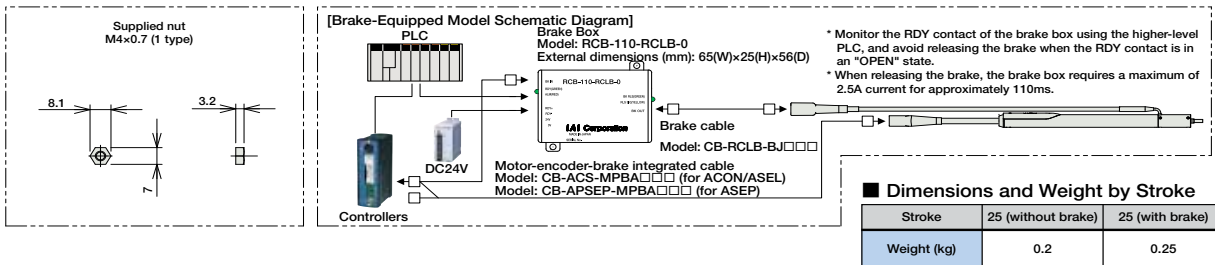 Supplied nut
M4×0.7 (1 type)
8.1
3.2
7
[Brake-Equipped Model Schematic Diagram]
PLC
Brake Box
Model: RCB-110-RCLB-0
External dimensions (mm): 65(W)×25(H)×56(D)
RCB-110-RCLB-0
IAI Corporation
* Monitor the RDY contact of the brake box using the higher-level
PLC, and avoid releasing the brake when the RDY contact is in
an "OPEN" state.
* When releasing the brake, the brake box requires a maximum of
2.5A current for approximately 110ms.
Brake cable
Model: CB-RCLB-BJ□□□
DC24V
Motor-encoder-brake integrated cable
Model: CB-ACS-MPBA□□□ (for ACON/ASEL)
Model: CB-APSEP-MPBA□□□ (for ASEP)
Controllers
■ Dimensions and Weight by Stroke
Stroke 25 (without brake) 25 (with brake)
Weight (kg) 0.2 0.25